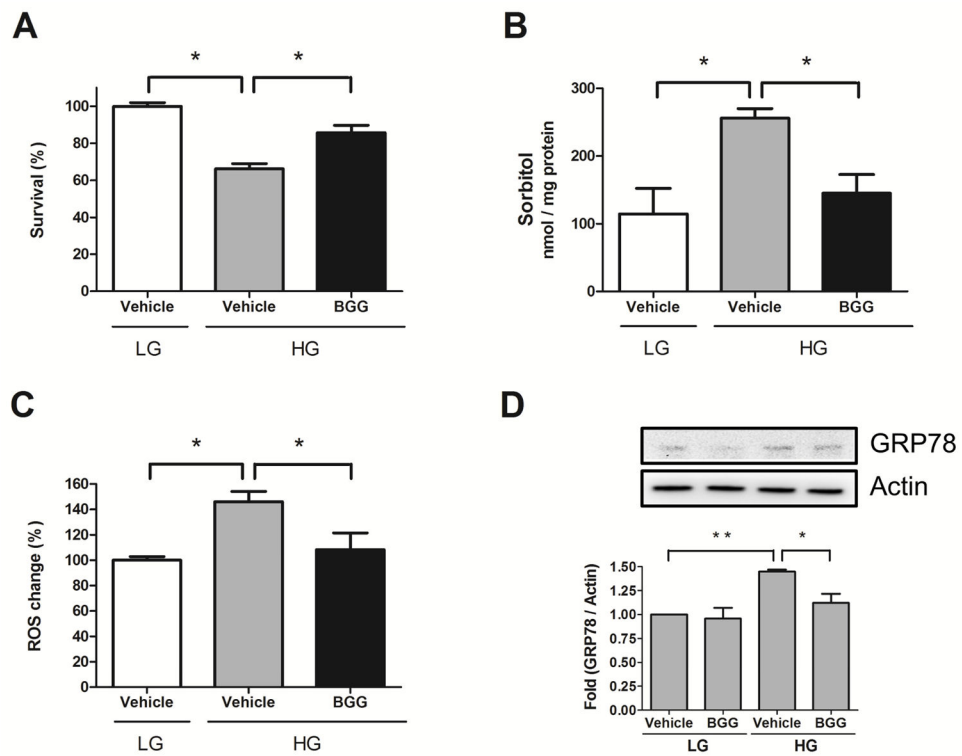 A
*
*
Survival (%)
100
80
60
40
20
0
Vehicle
Vehicle
BGG
LG
HG
B
*
*
Sorbitol
nmol / mg protein
300
200
100
0
Vehicle
Vehicle
BGG
LG
HG
C
*
*
ROS change (%)
160
140
120
100
80
60
40
20
0
Vehicle
Vehicle
BGG
LG
HG
D
GRP78
Actin
**
*
Fold (GRP78 / Actin)
1.50
1.25
1.00
0.75
0.50
0.25
0.00
Vehicle
BGG
Vehicle
BGG
LG
HG